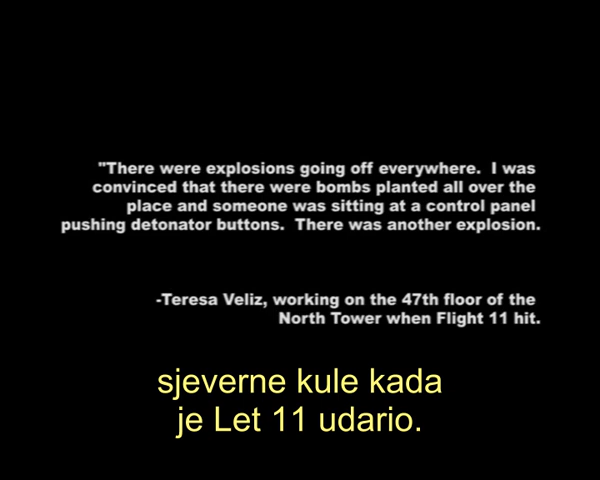 "There were explosions going off everywhere.  I was
convinced that there were bombs planted all over the
place and someone was sitting at a control panel
pushing detonator buttons.  There was another explosion.
-Teresa Veliz, working on the 47th floor of the
North Tower when Flight 11 hit.
sjeverne kule kada
je Let 11 udario.